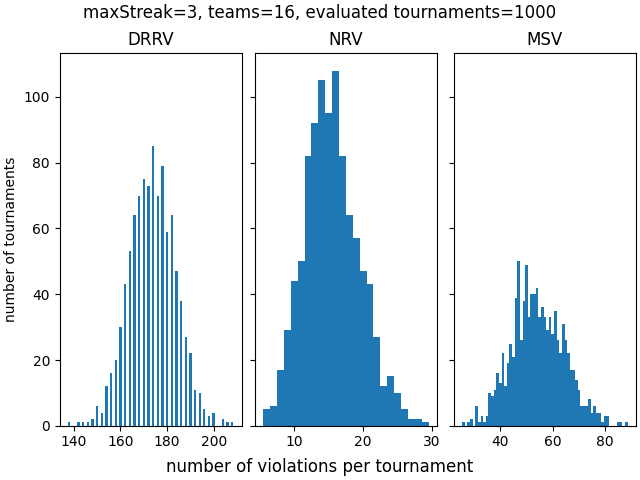 maxStreak=3, teams=16, evaluated tournaments=1000
DRRV NRV MSV
number of tournaments
100
80
60
40
20
0
140 160 180 200 10 20 30 40 60 80
number of violations per tournament